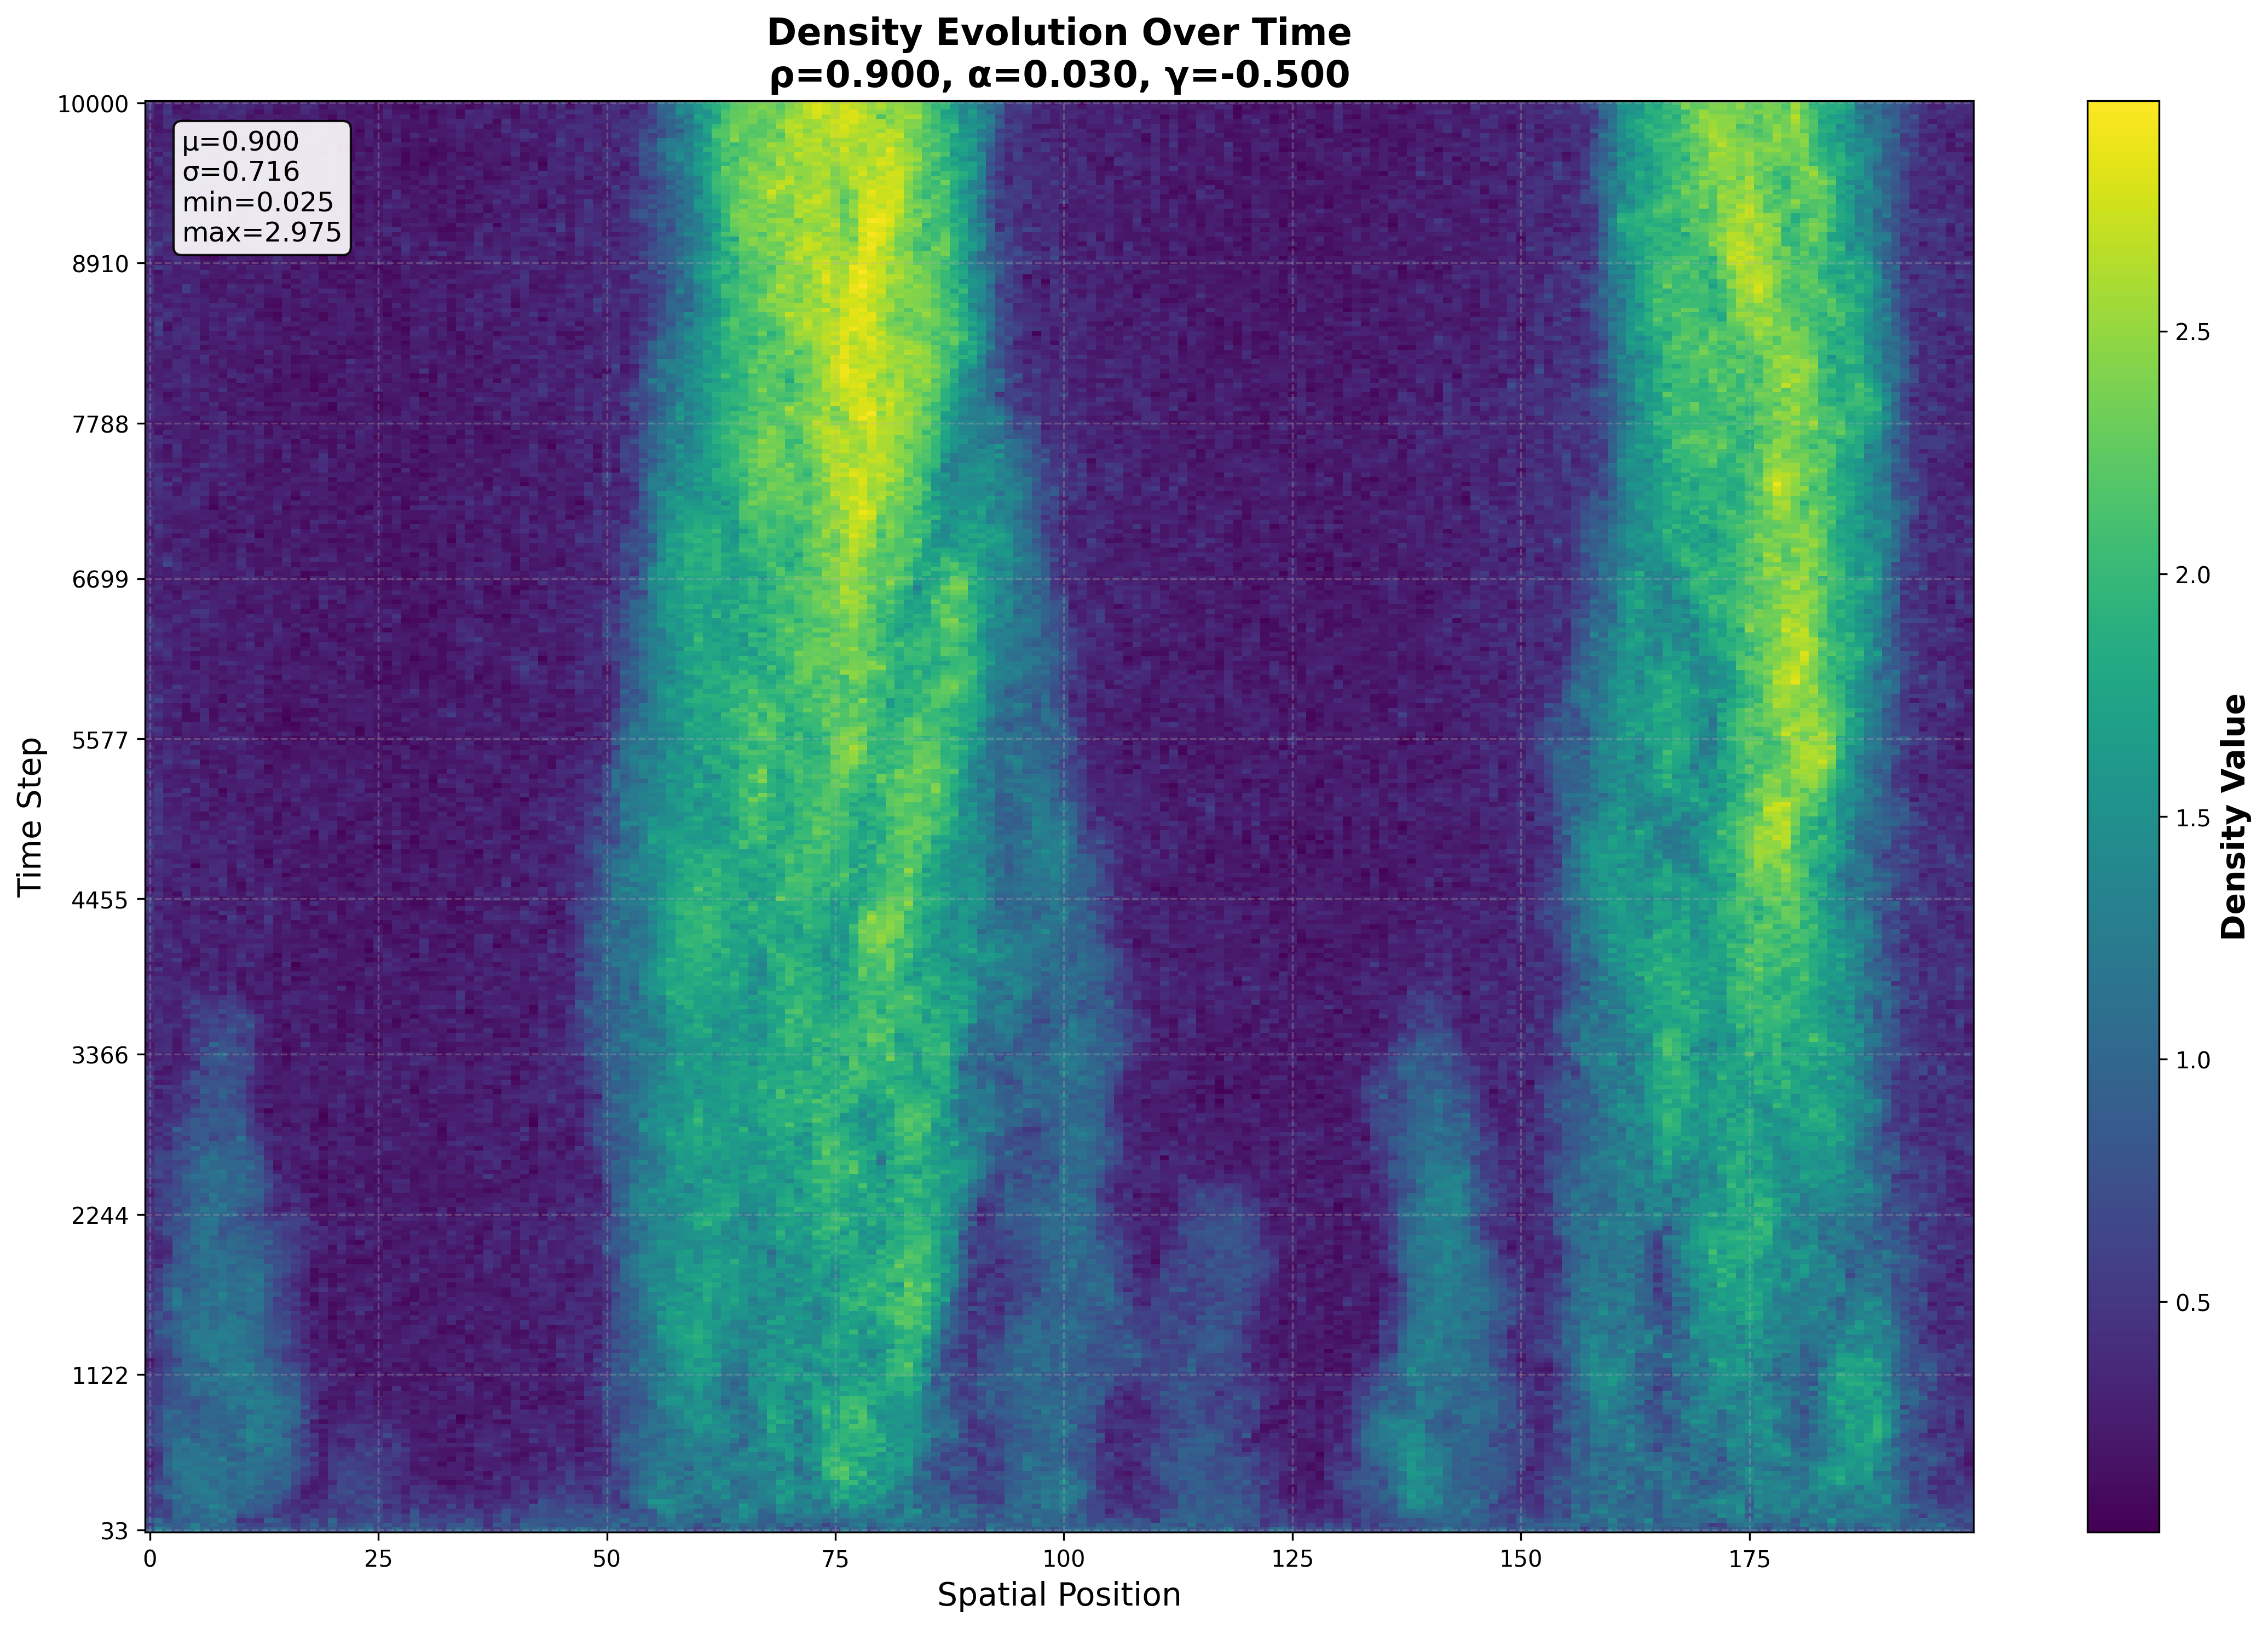 Density Evolution Over Time
ρ=0.900, α=0.030, γ=-0.500
μ=0.900
σ=0.716
min=0.025
max=2.975
Time Step
10000
8910
7788
6699
5577
4455
3366
2244
1122
33
0 25 50 75 100 125 150 175
Spatial Position
2.5
2.0
1.5
1.0
0.5
Density Value